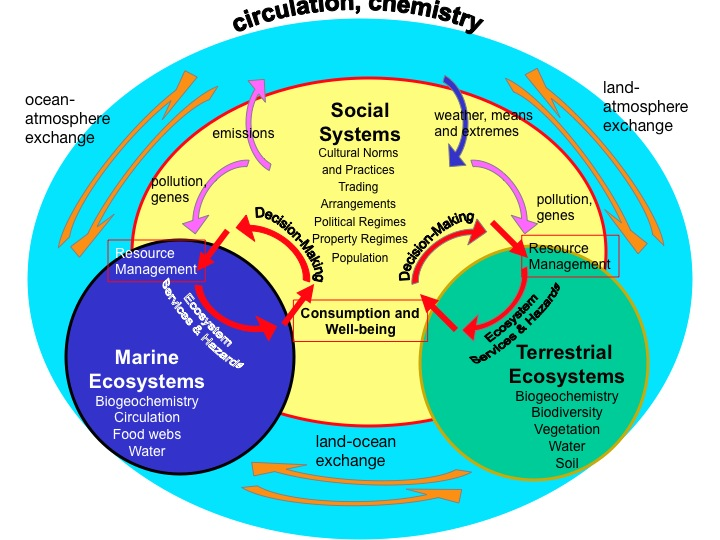 circulation, chemistry
ocean-
atmosphere
exchange
land-
atmosphere
exchange
emissions
weather, means
and extremes
Social
Systems
Cultural Norms
and Practices
Trading
Arrangements
Political Regimes
Property Regimes
Population
pollution,
genes
pollution,
genes
Decision-Making
Decision-Making
Resource
Management
Resource
Management
Ecosystem
Services & Hazards
Ecosystem
Services & Hazards
Consumption and
Well-being
Marine
Ecosystems
Biogeochemistry
Circulation
Food webs
Water
Terrestrial
Ecosystems
Biogeochemistry
Biodiversity
Vegetation
Water
Soil
land-ocean
exchange